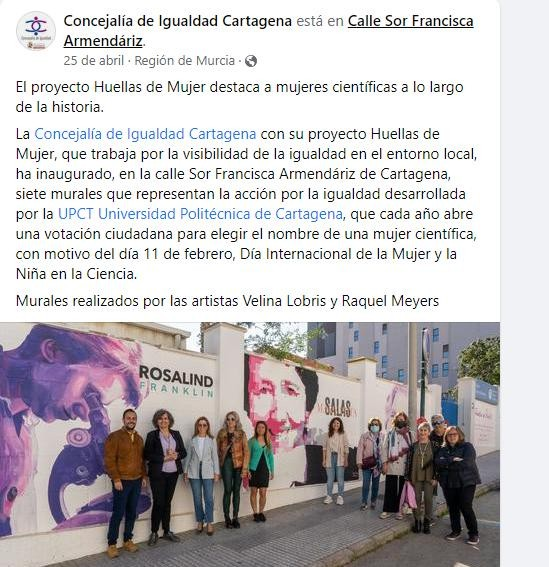 Concejalía de Igualdad Cartagena está en Calle Sor Francisca
Armendáriz.
25 de abril · Región de Murcia ·
El proyecto Huellas de Mujer destaca a mujeres científicas a lo largo
de la historia.
La Concejalía de Igualdad Cartagena con su proyecto Huellas de
Mujer, que trabaja por la visibilidad de la igualdad en el entorno local,
ha inaugurado, en la calle Sor Francisca Armendáriz de Cartagena,
siete murales que representan la acción por la igualdad desarrollada
por la UPCT Universidad Politécnica de Cartagena, que cada año abre
una votación ciudadana para elegir el nombre de una mujer científica,
con motivo del día 11 de febrero, Día Internacional de la Mujer y la
Niña en la Ciencia.
Murales realizados por las artistas Velina Lobris y Raquel Meyers
ROSALIND
FRANKLIN
SALAS